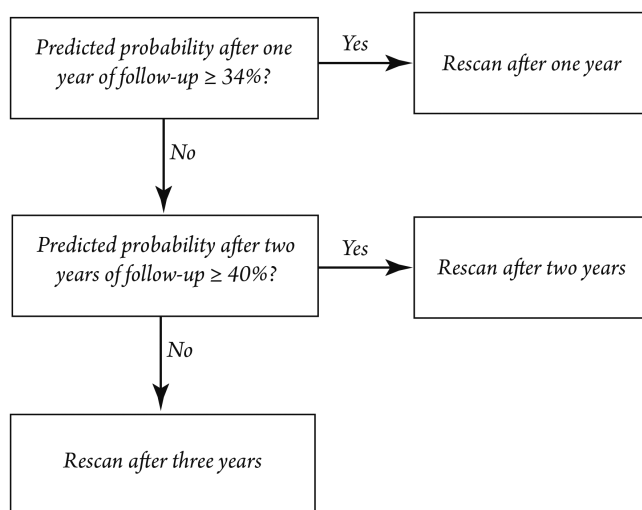 Predicted probability after one
year of follow-up ≥ 34%?
Yes
Rescan after one year
No
Predicted probability after two
years of follow-up ≥ 40%?
Yes
Rescan after two years
No
Rescan after three years